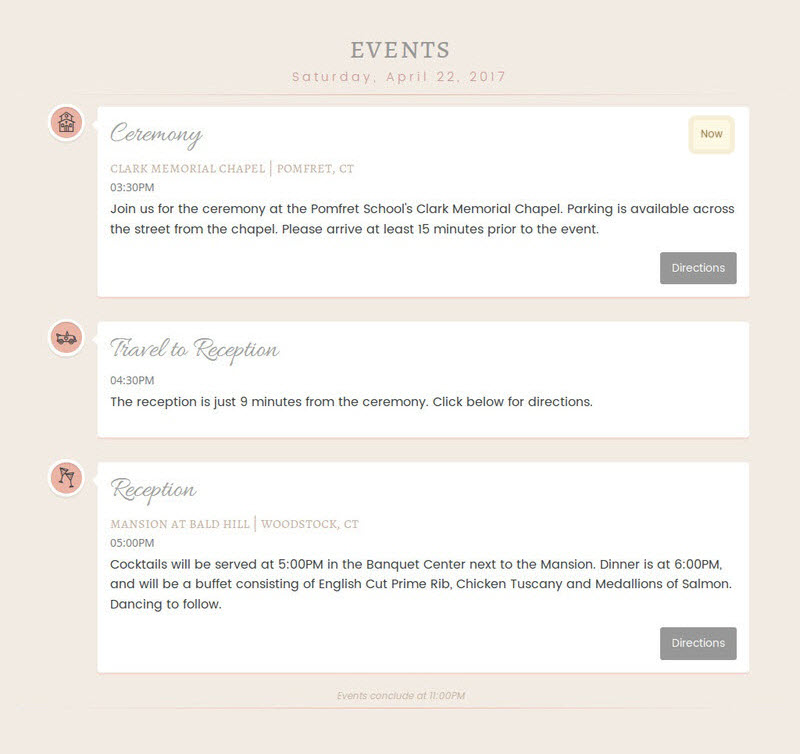 EVENTS
Saturday, April 22, 2017
Ceremony
Now
CLARK MEMORIAL CHAPEL | POMFRET, CT
03:30PM
Join us for the ceremony at the Pomfret School's Clark Memorial Chapel. Parking is available across
the street from the chapel. Please arrive at least 15 minutes prior to the event.
Directions
Travel to Reception
04:30PM
The reception is just 9 minutes from the ceremony. Click below for directions.
Reception
MANSION AT BALD HILL | WOODSTOCK, CT
05:00PM
Cocktails will be served at 5:00PM in the Banquet Center next to the Mansion. Dinner is at 6:00PM,
and will be a buffet consisting of English Cut Prime Rib, Chicken Tuscany and Medallions of Salmon.
Dancing to follow.
Directions
Events conclude at 11:00PM